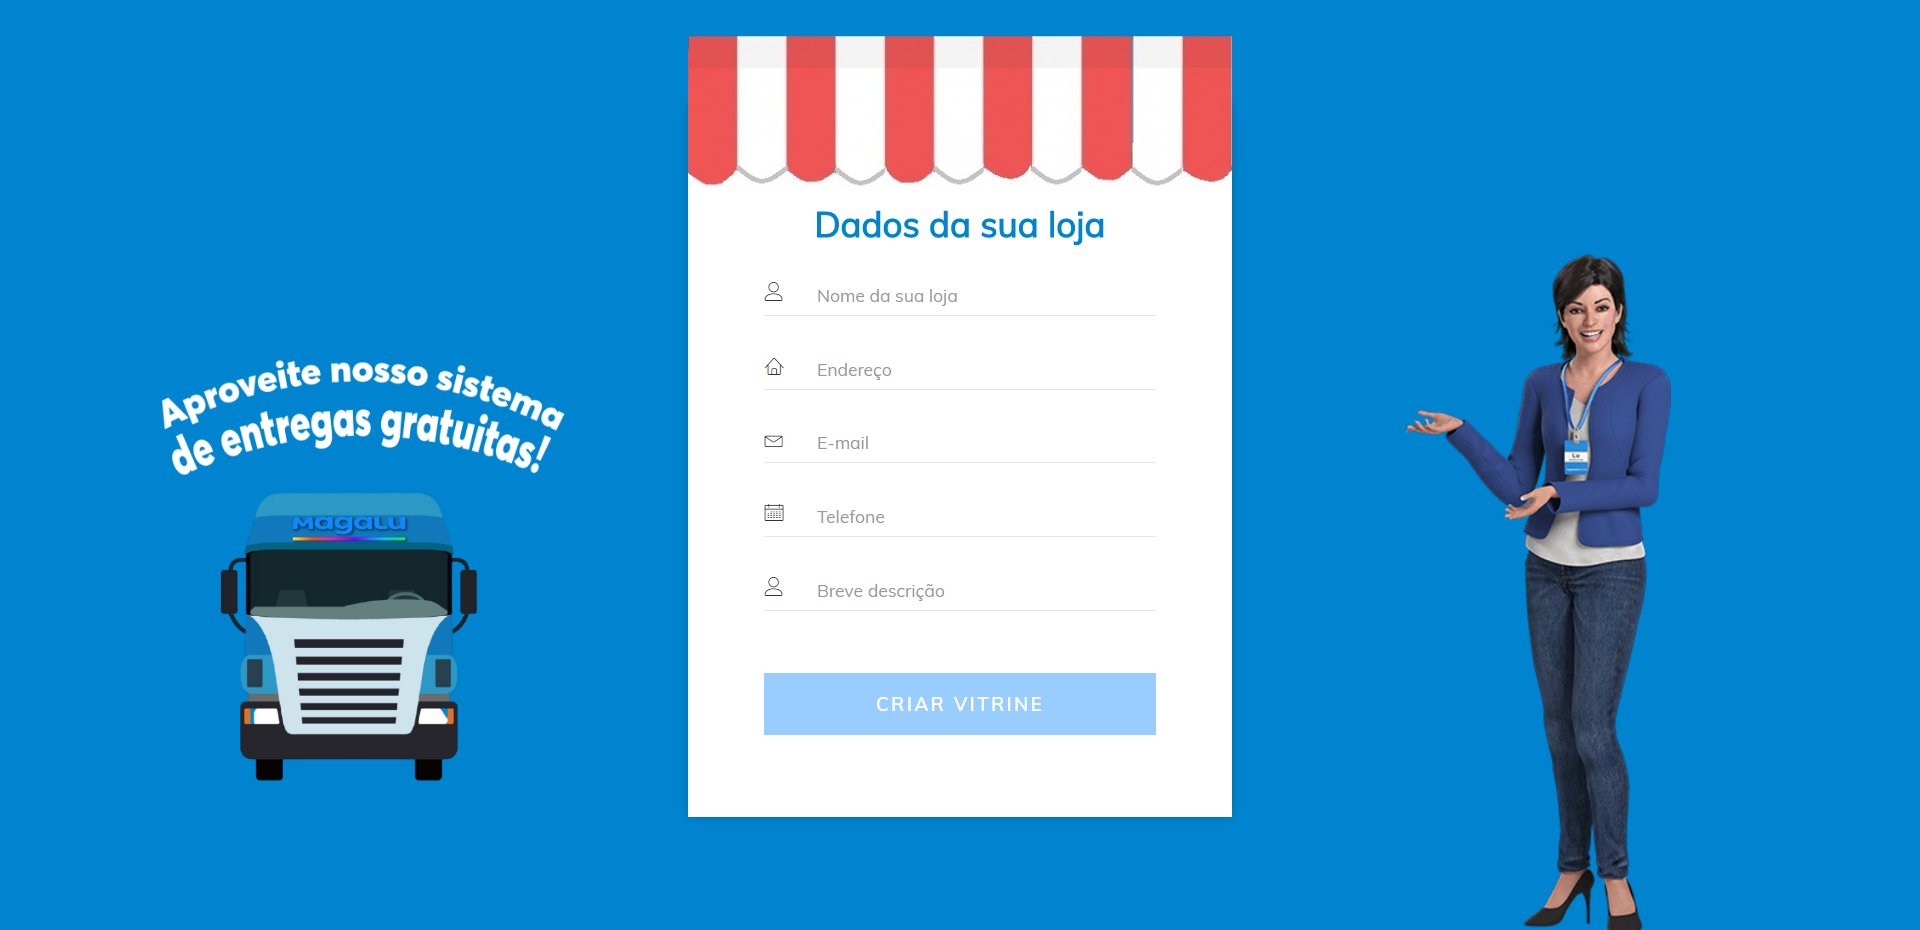 Dados da sua loja
Nome da sua loja
Endereço
E-mail
Telefone
Breve descrição
CRIAR VITRINE
Aproveite nosso sistema
de entregas gratuitas!
Magalu
Lu